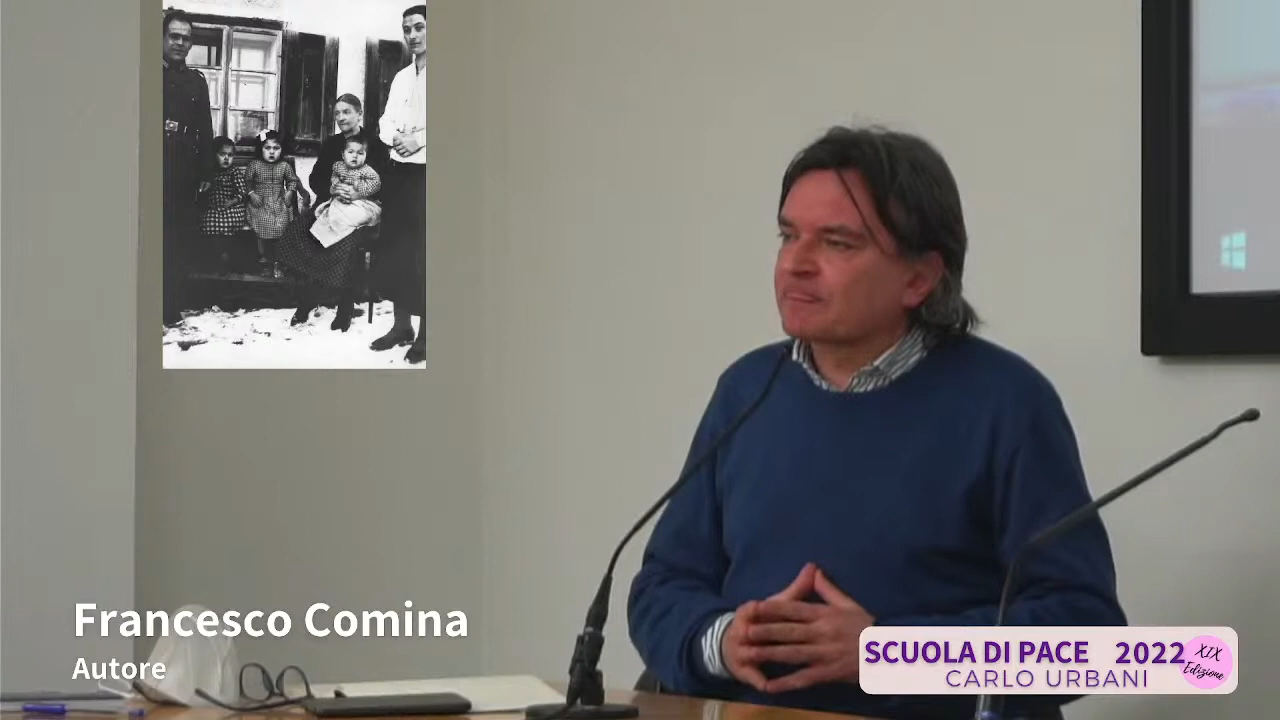 Francesco Comina
Autore
SCUOLA DI PACE 2022
CARLO URBANI
XIX
Edizione